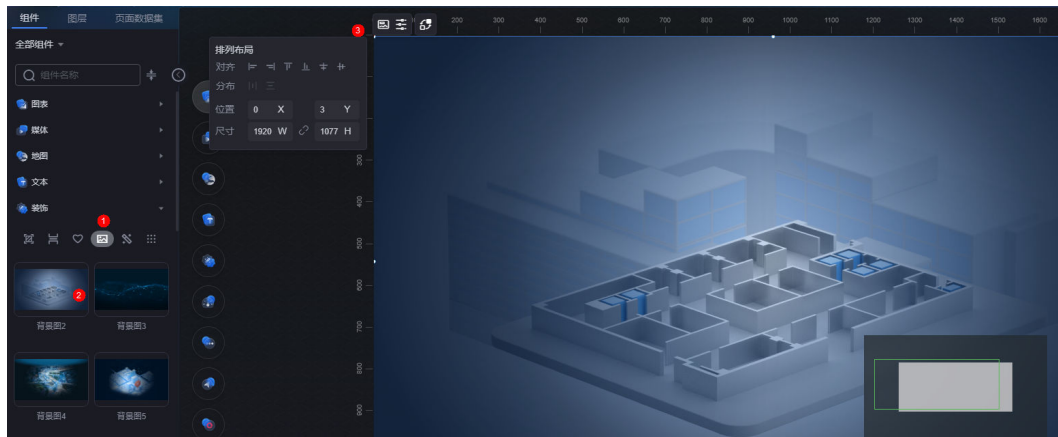 组件 图层 页面数据集
全部组件
组件名称
图表
媒体
地图
文本
装饰
1
2
背景图2 背景图3
背景图4 背景图5
3
排列布局
对齐
分布
位置 0 X 3 Y
尺寸 1920 W 1077 H
200 300 400 500 600 700 800 900 1000 1100 1200 1300 1400 1500 1600
300
400
500
600
700
800
900